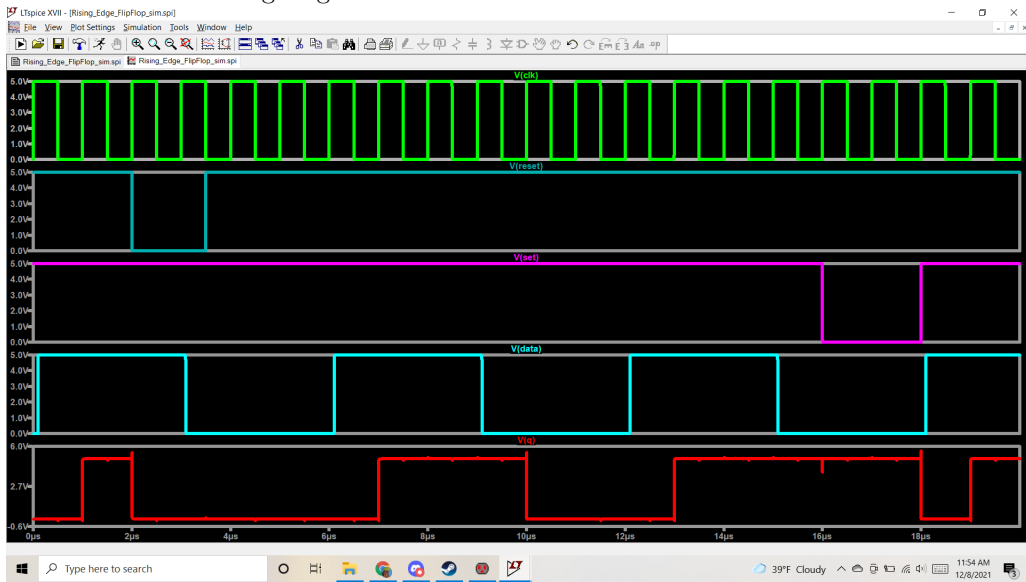 LTspice XVII - [Rising_Edge_FlipFlop_sim.spi]
File View Plot Settings Simulation Tools Window Help
Rising_Edge_FlipFlop_sim.spi Rising_Edge_FlipFlop_sim.spi
V(clk)
5.0V
4.0V
3.0V
2.0V
1.0V
0.0V
V(reset)
5.0V
4.0V
3.0V
2.0V
1.0V
0.0V
V(set)
5.0V
4.0V
3.0V
2.0V
1.0V
0.0V
V(data)
5.0V
4.0V
3.0V
2.0V
1.0V
0.0V
V(q)
6.0V
2.7V
-0.6V
0µs 2µs 4µs 6µs 8µs 10µs 12µs 14µs 16µs 18µs
Type here to search
39°F Cloudy
11:54 AM
12/8/2021
3